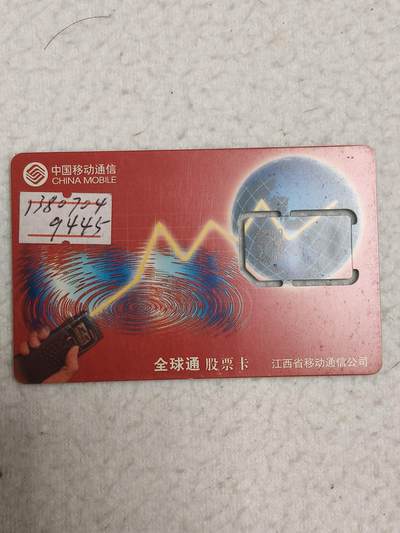 中国移动通信
CHINA MOBILE
1380704
9445
全球通 股票卡
江西省移动通信公司